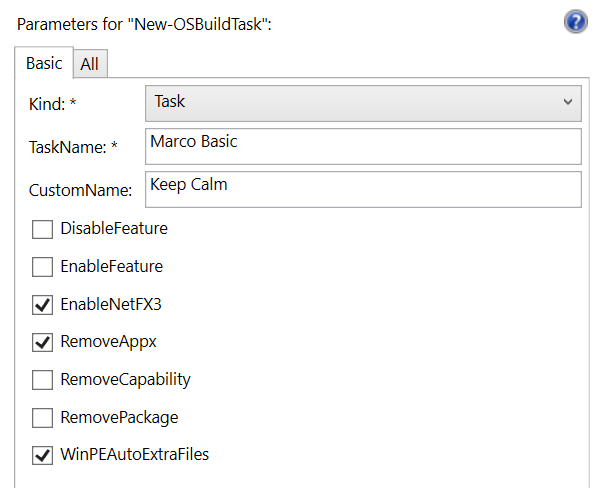 Parameters for "New-OSBuildTask":
Basic All
Kind: * Task
TaskName: * Marco Basic
CustomName: Keep Calm
DisableFeature
EnableFeature
EnableNetFX3
RemoveAppx
RemoveCapability
RemovePackage
WinPEAutoExtraFiles